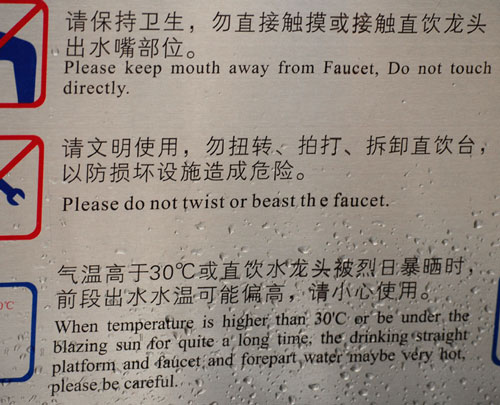 请保持卫生，勿直接触摸或接触直饮龙头
出水嘴部位。
Please keep mouth away from Faucet, Do not touch
directly.
请文明使用，勿扭转、拍打、拆卸直饮台，
以防损坏设施造成危险。
Please do not twist or beast the faucet.
气温高于30℃或直饮水龙头被烈日暴晒时，
前段出水水温可能偏高，请小心使用。
When temperature is higher than 30'C or be under the
blazing sun for quite a long time, the drinking straight
platform and faucet and forepart water maybe very hot,
please be careful.